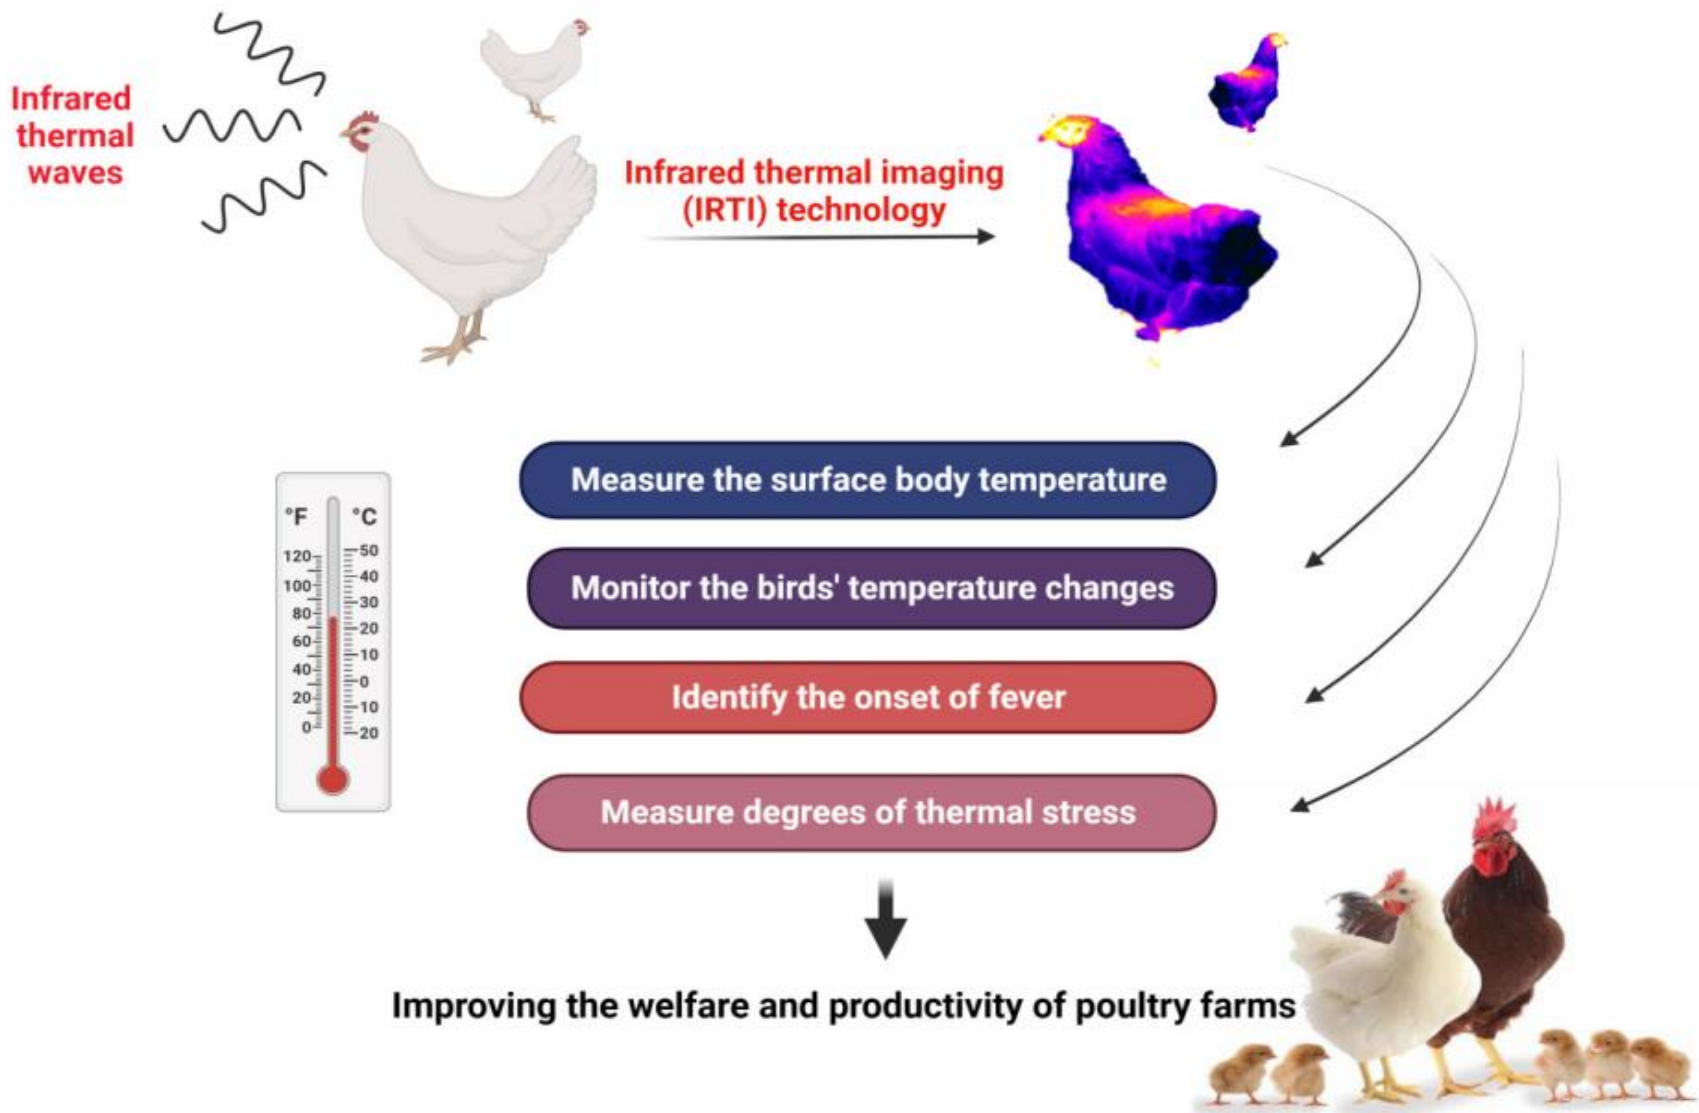 Infrared
thermal
waves
Infrared thermal imaging
(IRTI) technology
Measure the surface body temperature
°F °C
120 50
100 40
80 30
60 20
40 10
20 0
0 10
20
Monitor the birds' temperature changes
Identify the onset of fever
Measure degrees of thermal stress
Improving the welfare and productivity of poultry farms